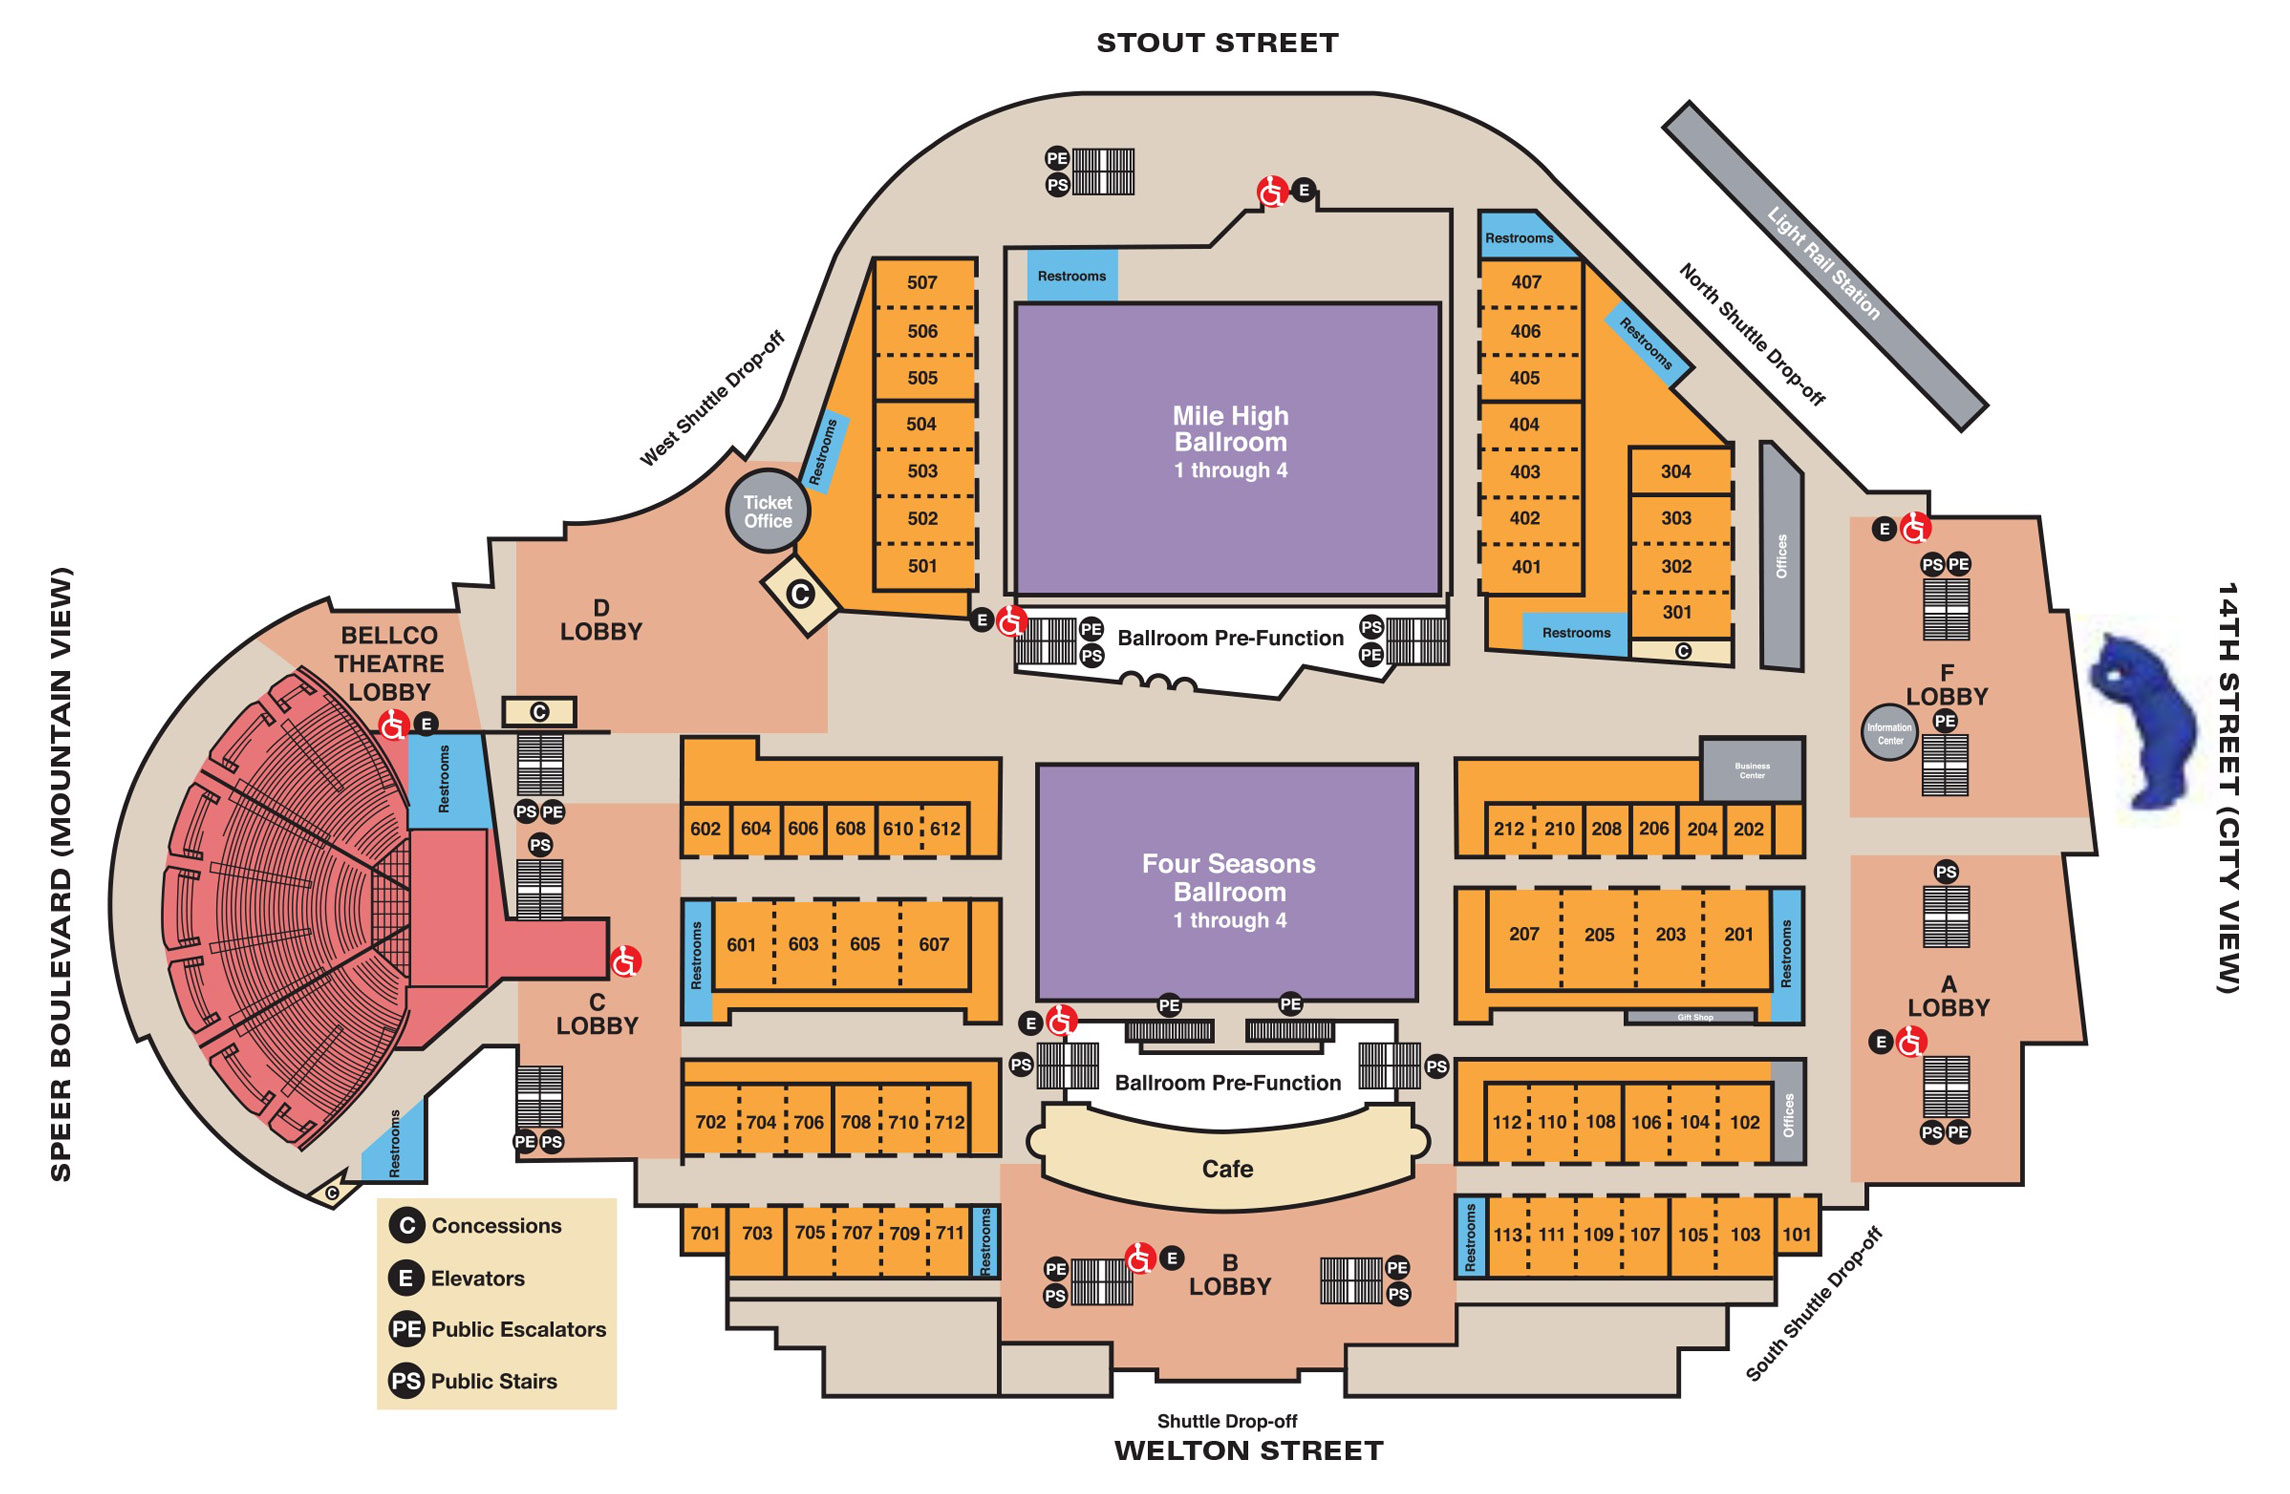 STOUT STREET
Light Rail Station
North Shuttle Drop-off
West Shuttle Drop-off
SPEER BOULEVARD (MOUNTAIN VIEW)
14TH STREET (CITY VIEW)
PE
PS
E
Restrooms
Restrooms
Restrooms
Restrooms
507
506
505
504
503
502
501
Mile High
Ballroom
1 through 4
407
406
405
404
403
402
401
304
303
302
301
C
Restrooms
Offices
Ticket
Office
C
D
LOBBY
E
PE
PS
Ballroom Pre-Function
PS
PE
E
PS PE
F
LOBBY
PE
Information
Center
BELLCO
THEATRE
LOBBY
E
C
Restrooms
PS PE
PS
Business
Center
602 604 606 608 610 612
212 210 208 206 204 202
Four Seasons
Ballroom
1 through 4
Restrooms
601 603 605 607
207 205 203 201
Restrooms
Gift Shop
PS
A
LOBBY
E
PS PE
C
LOBBY
PE PS
E
PE
PE
PS
PS
Ballroom Pre-Function
Cafe
702 704 706 708 710 712
112 110 108 106 104 102
Offices
Restrooms
C
701 703 705 707 709 711
Restrooms
Restrooms
113 111 109 107 105 103 101
PE
PS
E
B
LOBBY
PE
PS
South Shuttle Drop-off
C Concessions
E Elevators
PE Public Escalators
PS Public Stairs
Shuttle Drop-off
WELTON STREET